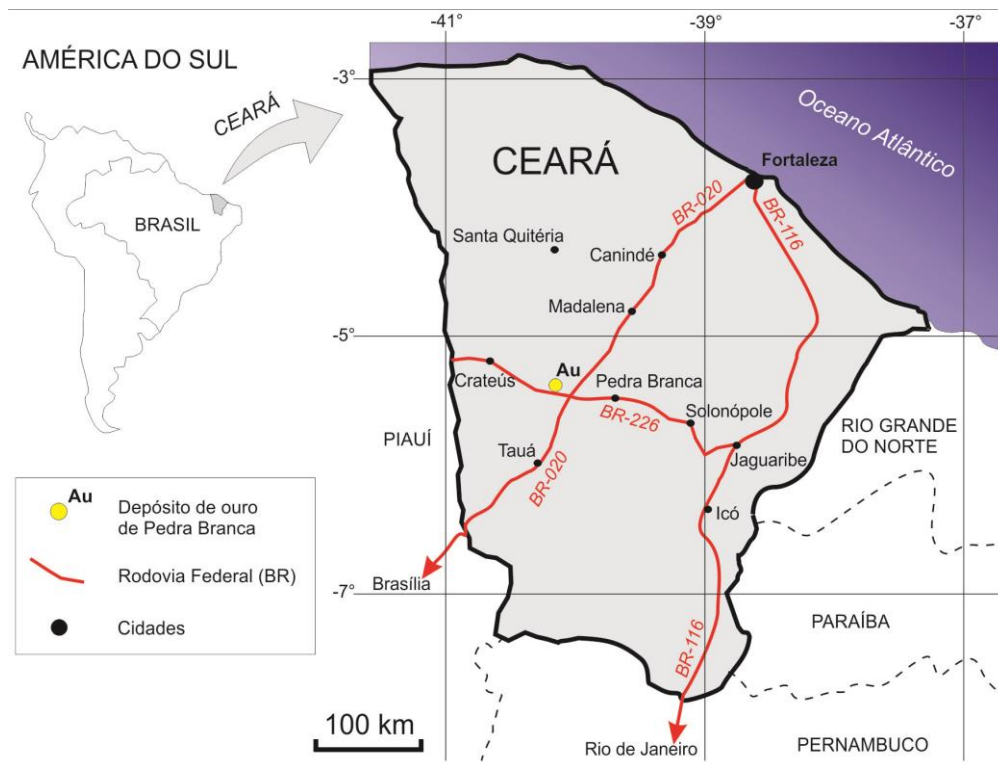 -41°
-39°
-37°
AMÉRICA DO SUL
-3°
CEARÁ
Oceano Atlântico
CEARÁ
Fortaleza
BR-020
BR-116
BRASIL
Santa Quitéria
Canindé
Madalena
-5°
Au
Crateús
Pedra Branca
BR-226
Solonópole
RIO GRANDE
DO NORTE
PIAUÍ
Tauá
BR-020
Jaguaribe
Au
Depósito de ouro
de Pedra Branca
Icó
Rodovia Federal (BR)
Brasília
-7°
Cidades
PARAÍBA
BR-116
100 km
Rio de Janeiro
PERNAMBUCO